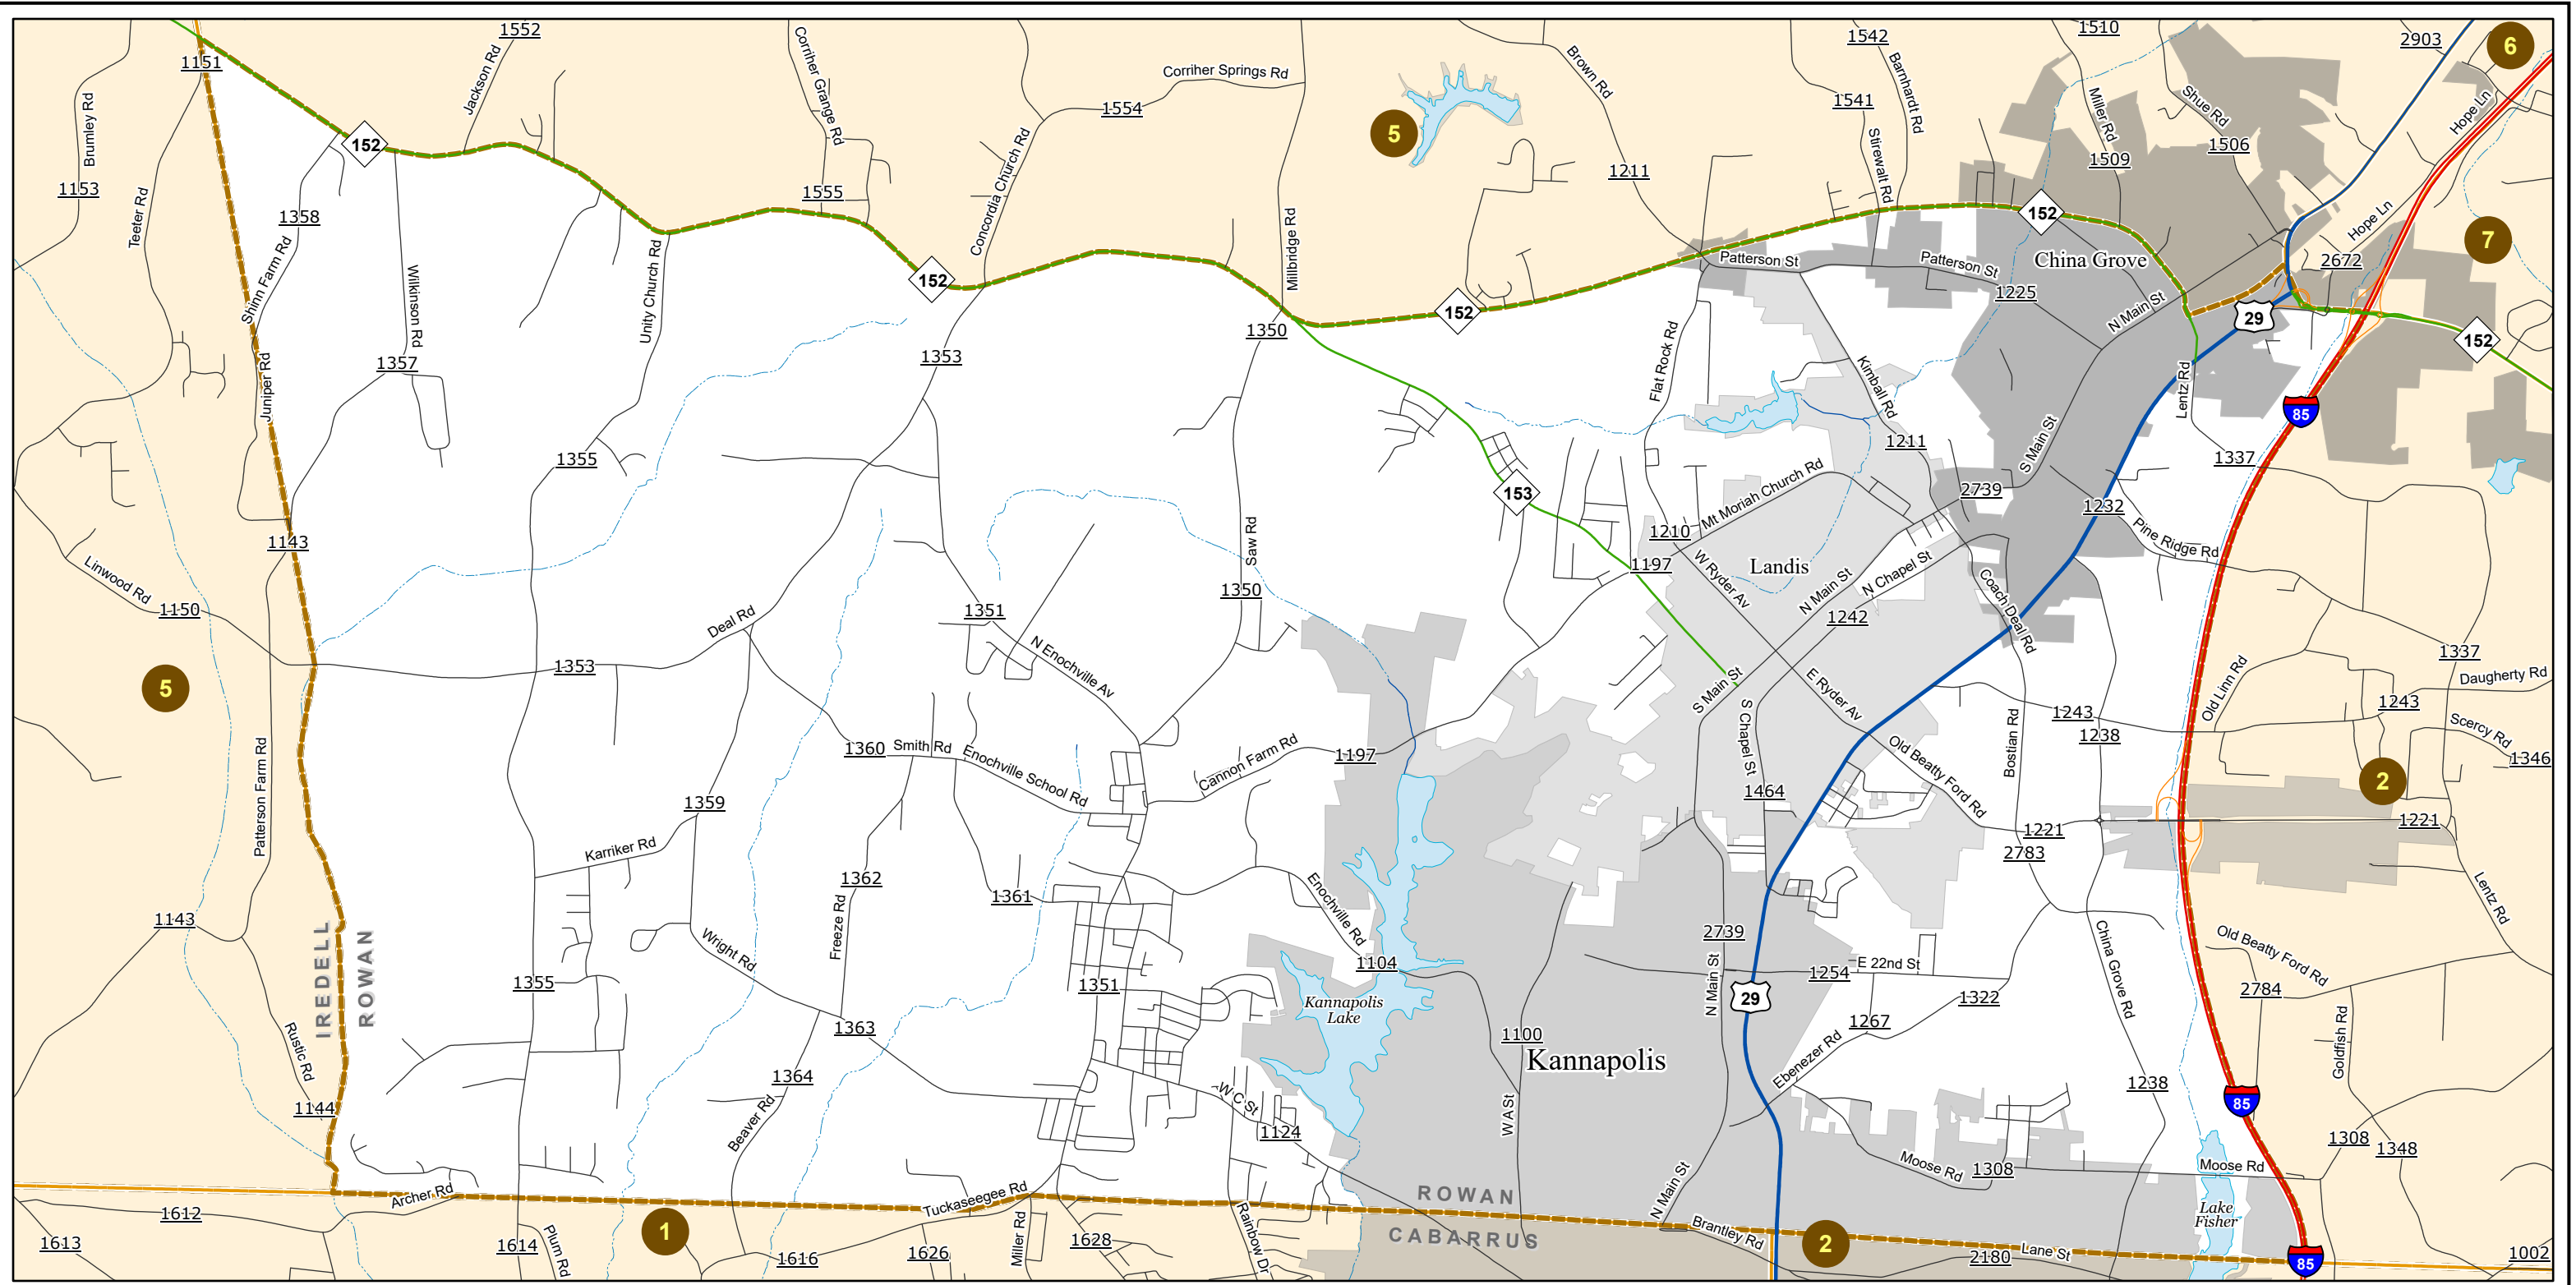 1552
1510
1542
2903
6
1151
Jackson Rd
Corriher Grange Rd
Corriher Springs Rd
Brown Rd
Barnhardt Rd
Brumley Rd
1554
5
1541
Miller Rd
Shue Rd
Hope Ln
152
1506
1509
Stirewalt Rd
1153
1555
Concordia Church Rd
1211
Teeter Rd
1358
Millbridge Rd
152
Hope Ln
7
Shinn Farm Rd
Wilkinson Rd
Unity Church Rd
152
Patterson St
Patterson St
China Grove
2672
1225
N Main St
152
29
152
1350
1353
1357
Juniper Rd
Flat Rock Rd
Kimball Rd
Lentz Rd
85
1211
S Main St
1355
1337
153
Mt Moriah Church Rd
2739
1232
1143
Saw Rd
1210
Pine Ridge Rd
Linwood Rd
1197
W Ryder Av
Landis
N Main St
N Chapel St
Coach Deal Rd
1150
1350
1351
1242
Deal Rd
N Enochville Av
1353
1337
5
S Main St
E Ryder Av
Old Linn Rd
Daugherty Rd
1243
1243
S Chapel St
Bostian Rd
1238
Scercy Rd
1360
Smith Rd
Enochville School Rd
Cannon Farm Rd
1197
Old Beatty Ford Rd
1346
2
Patterson Farm Rd
1359
1464
1221
1221
Karriker Rd
2783
1362
Enochville Rd
1361
Lentz Rd
1143
IREDELL
ROWAN
Wright Rd
Freeze Rd
2739
China Grove Rd
Old Beatty Ford Rd
1104
N Main St
1254
E 22nd St
1355
1351
Kannapolis
Lake
29
1322
2784
Rustic Rd
1363
1100
1267
Goldfish Rd
Kannapolis
Ebenezer Rd
1364
1238
85
1144
W C St
Beaver Rd
W A St
1124
1308
1348
Moose Rd
1308
Moose Rd
Archer Rd
Tuckaseegee Rd
ROWAN
N Main St
1612
CABARRUS
Lake
Fisher
1
Rainbow Dr
Brantley Rd
2
1613
1614
Plum Rd
1616
1626
Miller Rd
1628
2180
Lane St
85
1002